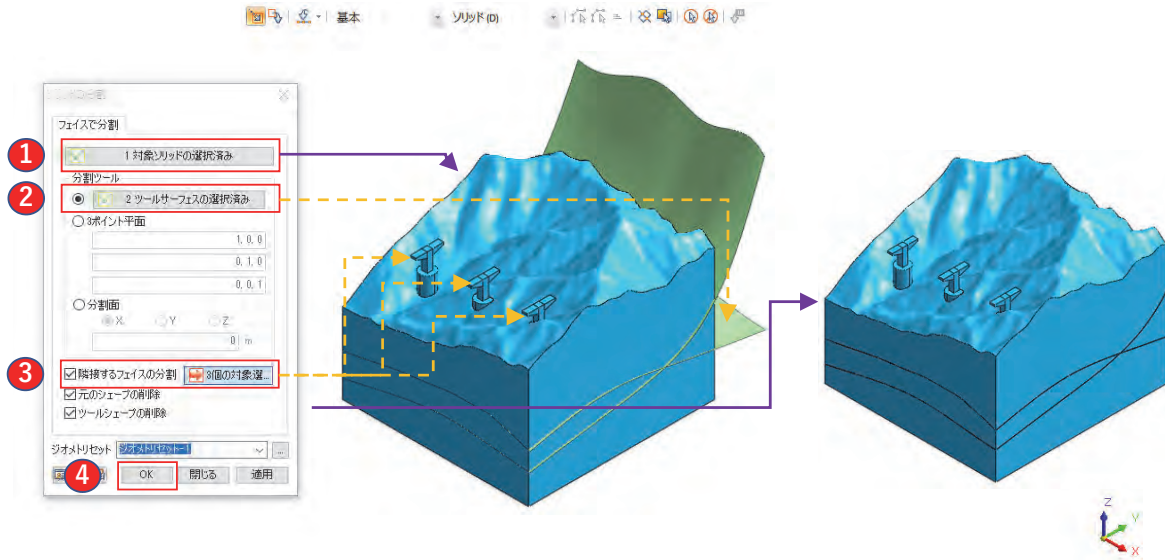 基本 ソリッド (D)
フェイスで分割
1 1 対象ソリッドの選択済み
分割ツール
2 2 ツールサーフェスの選択済み
3ポイント平面
1, 0, 0
0, 1, 0
0, 0, 1
分割面
X Y Z
0 m
3 隣接するフェイスの分割 3個の対象選...
元のシェープの削除
ツールシェープの削除
ジオメトリセット ジオメトリセット-1 ...
4 OK 閉じる 適用
Z
Y
X